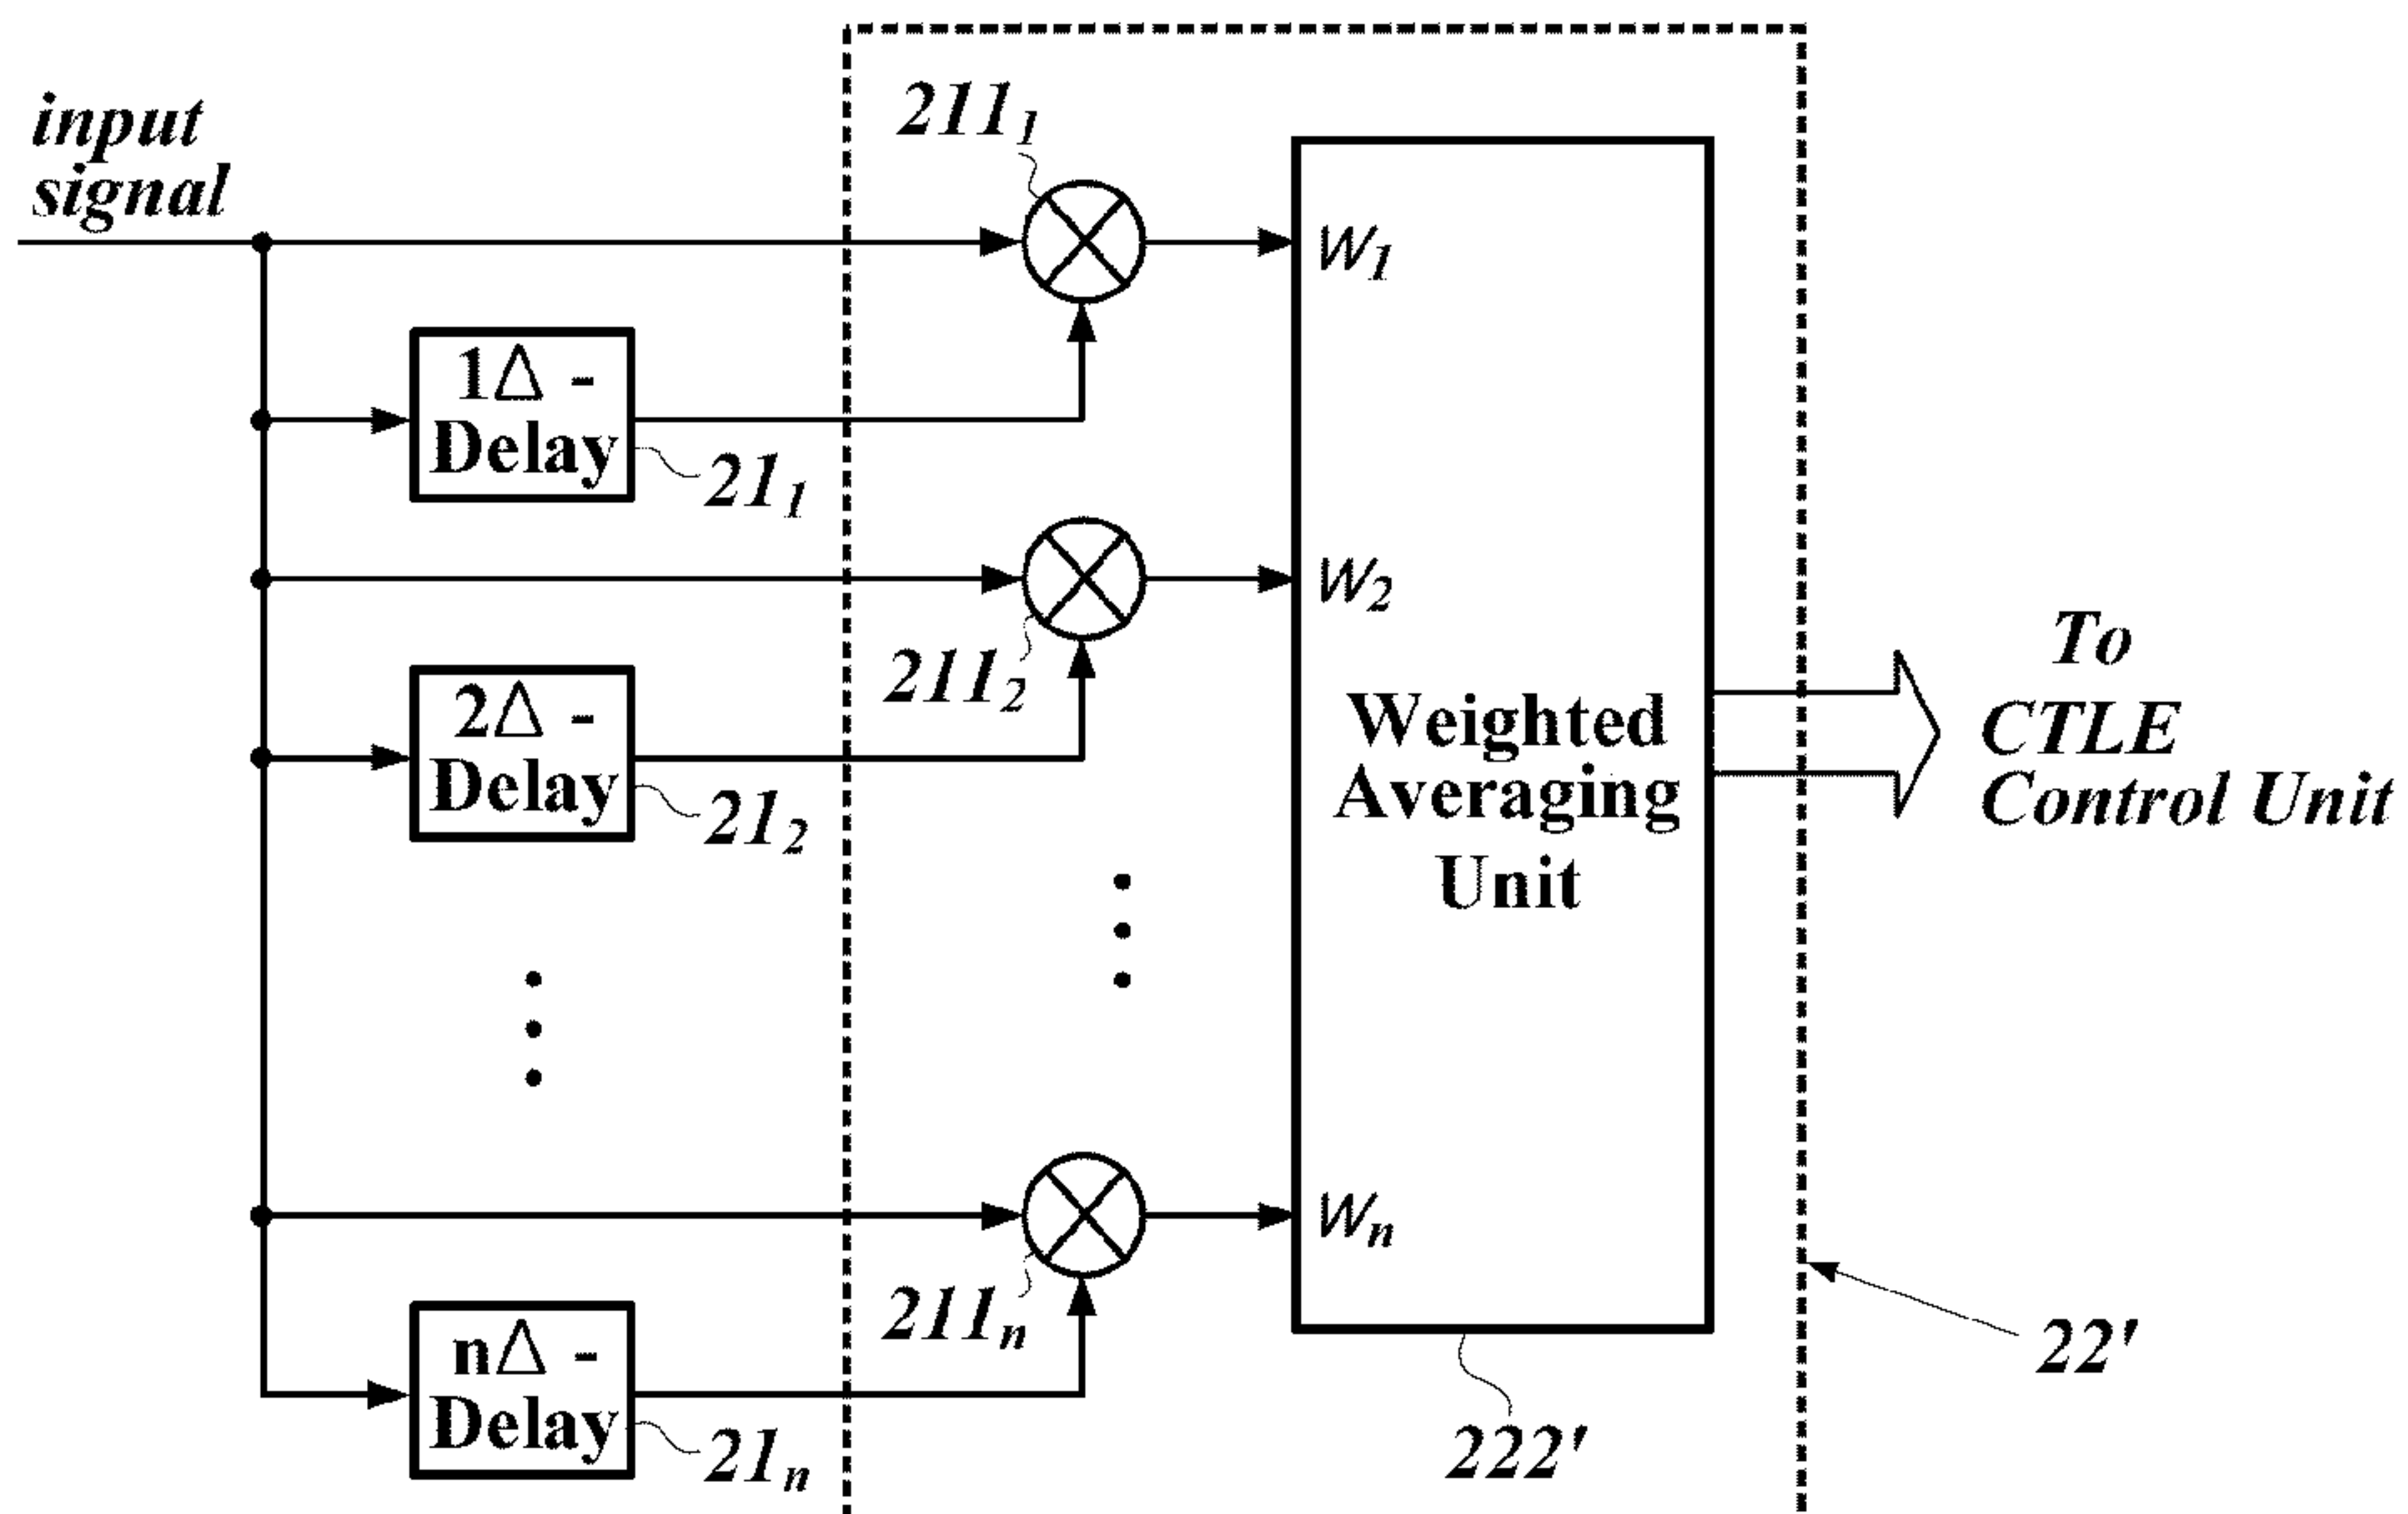 input
signal
211₁
W₁
1Δ -
Delay
21₁
W₂
211₂
2Δ -
Delay
21₂
Weighted
Averaging
Unit
To
CTLE
Control Unit
Wₙ
211ₙ
nΔ -
Delay
21ₙ
222'
22'